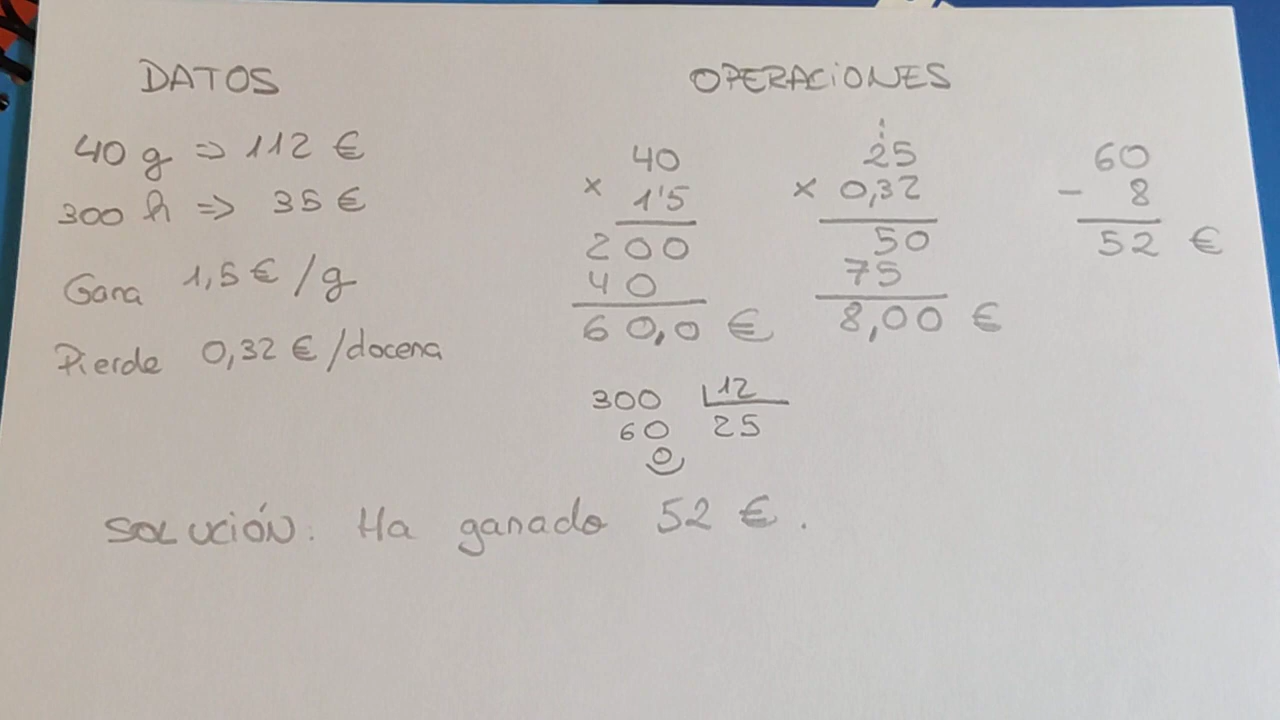 DATOS
40 g => 112 €
300 h => 35 €
Gana 1,5 € /g
Pierde 0,32 € /docena
OPERACIONES
40
x 1'5
200
40
60,0 €
25
x 0,32
50
75
8,00 €
60
- 8
52 €
300 12
60 25
0
SOLUCIÓN: Ha ganado 52 €.